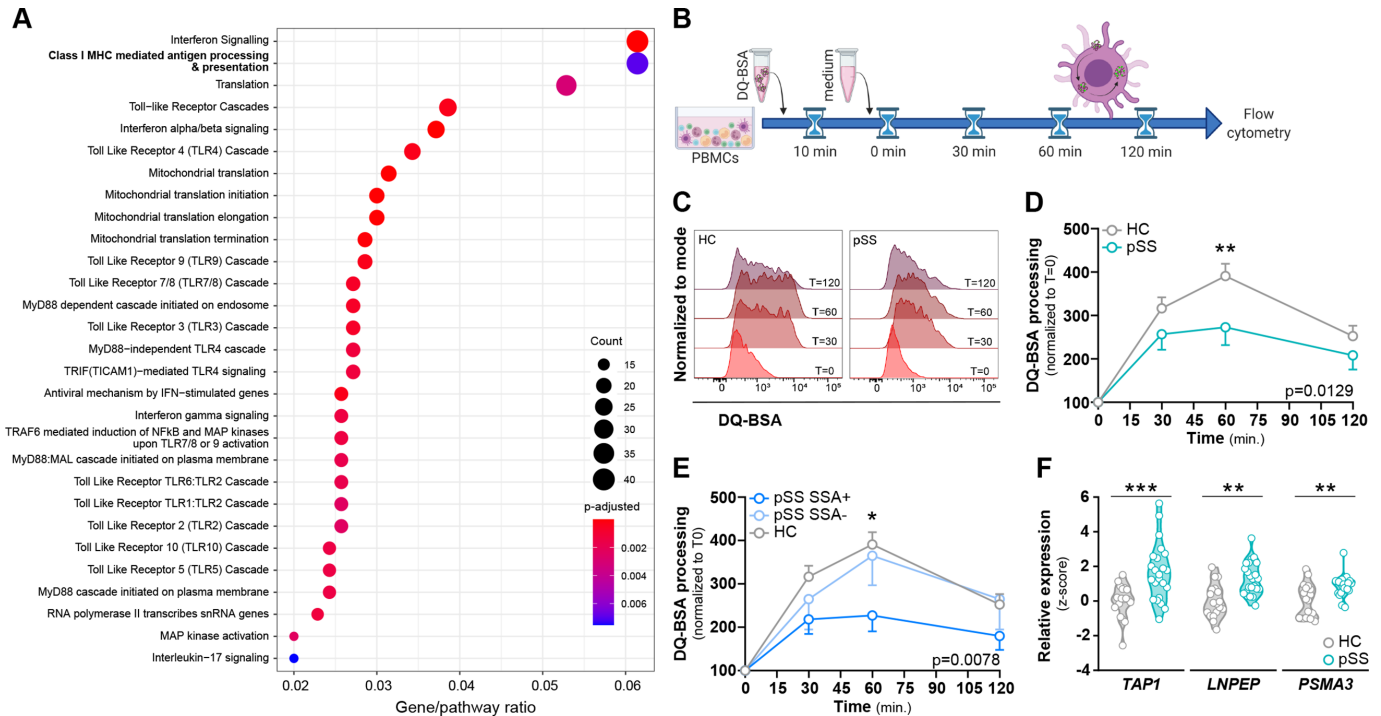 A
Interferon Signalling
Class I MHC mediated antigen processing
& presentation
Translation
Toll−like Receptor Cascades
Interferon alpha/beta signaling
Toll Like Receptor 4 (TLR4) Cascade
Mitochondrial translation
Mitochondrial translation initiation
Mitochondrial translation elongation
Mitochondrial translation termination
Toll Like Receptor 9 (TLR9) Cascade
Toll Like Receptor 7/8 (TLR7/8) Cascade
MyD88 dependent cascade initiated on endosome
Toll Like Receptor 3 (TLR3) Cascade
MyD88−independent TLR4 cascade
TRIF(TICAM1)−mediated TLR4 signaling
Antiviral mechanism by IFN−stimulated genes
Interferon gamma signaling
TRAF6 mediated induction of NFkB and MAP kinases
upon TLR7/8 or 9 activation
MyD88:MAL cascade initiated on plasma membrane
Toll Like Receptor TLR6:TLR2 Cascade
Toll Like Receptor TLR1:TLR2 Cascade
Toll Like Receptor 2 (TLR2) Cascade
Toll Like Receptor 10 (TLR10) Cascade
Toll Like Receptor 5 (TLR5) Cascade
MyD88 cascade initiated on plasma membrane
RNA polymerase II transcribes snRNA genes
MAP kinase activation
Interleukin−17 signaling
0.02 0.03 0.04 0.05 0.06
Gene/pathway ratio
Count
15
20
25
30
35
40
p-adjusted
0.002
0.004
0.006
B
DQ-BSA
medium
PBMCs
10 min 0 min 30 min 60 min 120 min
Flow
cytometry
C
Normalized to mode
HC
T=120
T=60
T=30
T=0
0 10³ 10⁴ 10⁵
pSS
T=120
T=60
T=30
T=0
0 10³ 10⁴ 10⁵
DQ-BSA
D
DQ-BSA processing
(normalized to T=0)
500
400
300
200
100
HC
pSS
**
p=0.0129
0 15 30 45 60 75 90 105 120
Time (min.)
E
DQ-BSA processing
(normalized to T0)
500
400
300
200
100
pSS SSA+
pSS SSA-
HC
*
p=0.0078
0 15 30 45 60 75 90 105 120
Time (min.)
F
Relative expression
(z-score)
6
4
2
0
-2
-4
*** ** **
HC
pSS
TAP1 LNPEP PSMA3